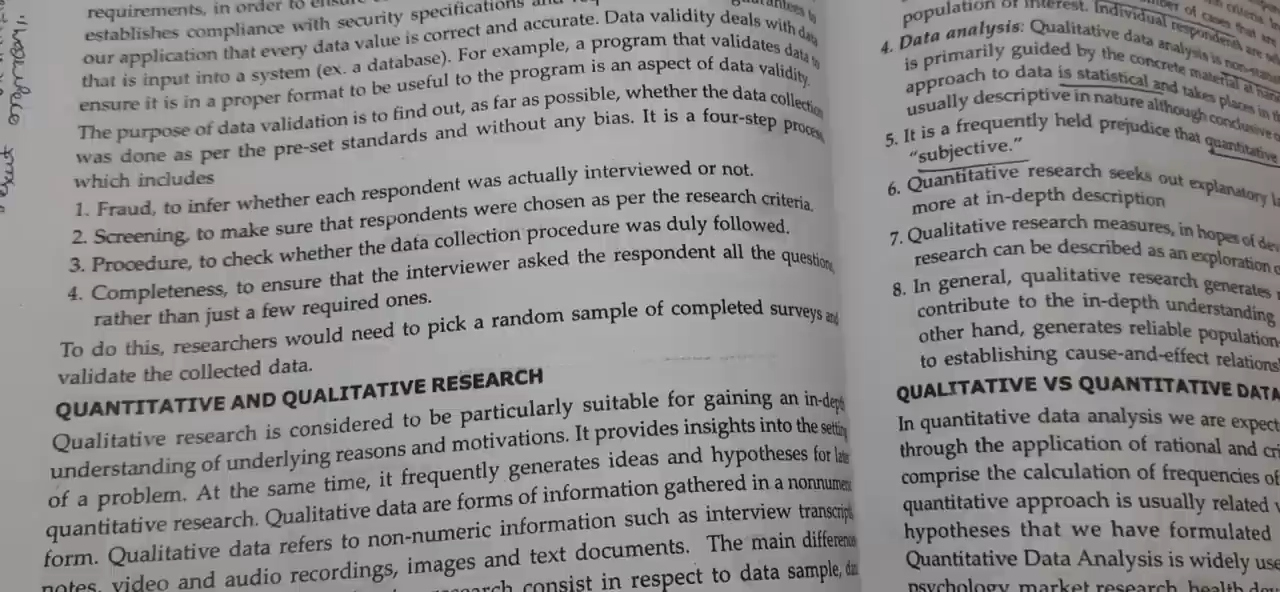 requirements, in order to ensure
establishes compliance with security specifications and
our application that every data value is correct and accurate. Data validity deals with data
that is input into a system (ex. a database). For example, a program that validates data to
ensure it is in a proper format to be useful to the program is an aspect of data validity.
The purpose of data validation is to find out, as far as possible, whether the data collection
was done as per the pre-set standards and without any bias. It is a four-step process,
which includes
1. Fraud, to infer whether each respondent was actually interviewed or not.
2. Screening, to make sure that respondents were chosen as per the research criteria.
3. Procedure, to check whether the data collection procedure was duly followed.
4. Completeness, to ensure that the interviewer asked the respondent all the questions,
rather than just a few required ones.
To do this, researchers would need to pick a random sample of completed surveys and
validate the collected data.
QUANTITATIVE AND QUALITATIVE RESEARCH
Qualitative research is considered to be particularly suitable for gaining an in-depth
understanding of underlying reasons and motivations. It provides insights into the setting
of a problem. At the same time, it frequently generates ideas and hypotheses for later
quantitative research. Qualitative data are forms of information gathered in a nonnumeric
form. Qualitative data refers to non-numeric information such as interview transcripts,
notes, video and audio recordings, images and text documents. The main difference
consist in respect to data sample,
population of interest. Individual respondents are
4. Data analysis: Qualitative data analysis is
is primarily guided by the concrete material at
approach to data is statistical and takes places in
usually descriptive in nature although conclusive
5. It is a frequently held prejudice that quantitative
"subjective."
6. Quantitative research seeks out explanatory
more at in-depth description
7. Qualitative research measures, in hopes of
research can be described as an exploration
8. In general, qualitative research generates
contribute to the in-depth understanding
other hand, generates reliable population
to establishing cause-and-effect relations
QUALITATIVE VS QUANTITATIVE DATA
In quantitative data analysis we are expect
through the application of rational and
comprise the calculation of frequencies of
quantitative approach is usually related
hypotheses that we have formulated
Quantitative Data Analysis is widely use
psychology, market research, health